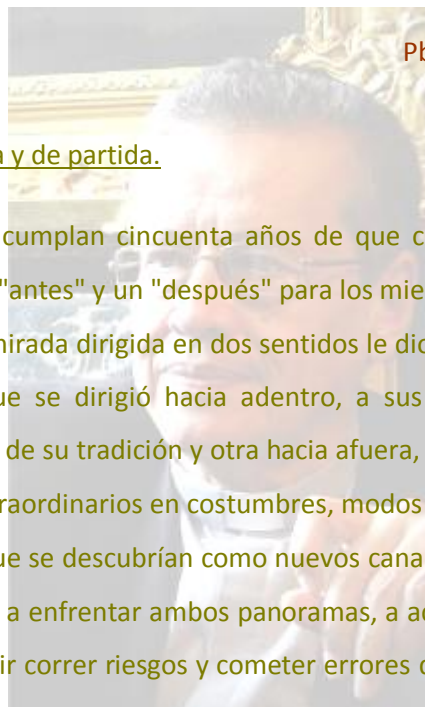 Pb
a y de partida.
cumplan cincuenta años de que c
"antes" y un "después" para los mie
mirada dirigida en dos sentidos le dic
ue se dirigió hacia adentro, a sus
de su tradición y otra hacia afuera,
raordinarios en costumbres, modos
ue se descubrían como nuevos cana
a enfrentar ambos panoramas, a ac
ir correr riesgos y cometer errores c